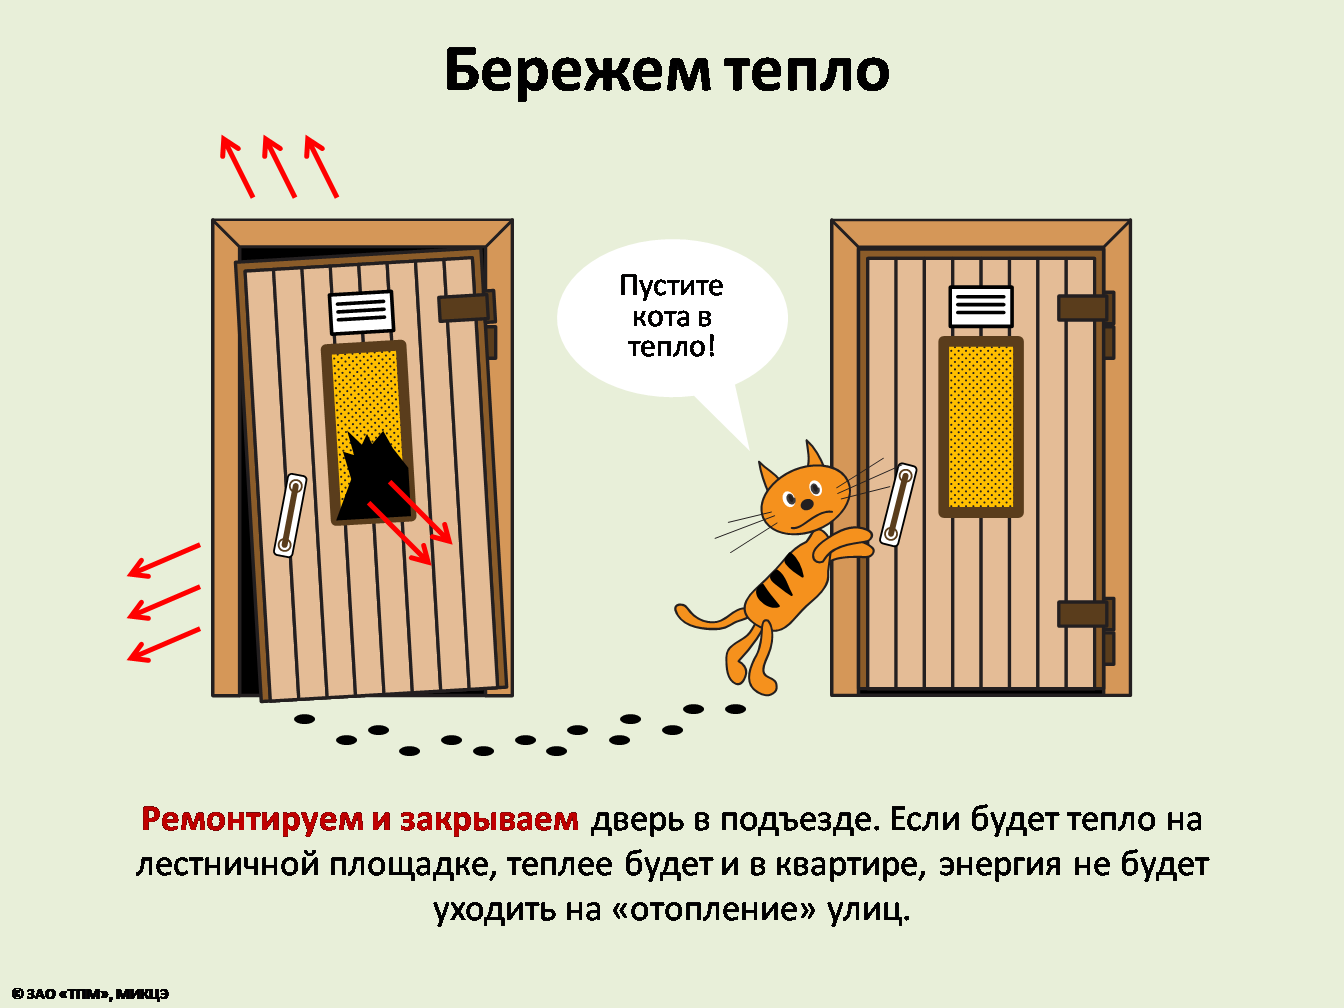 Бережем тепло
Пустите
кота в
тепло!
Ремонтируем и закрываем дверь в подъезде. Если будет тепло на
лестничной площадке, теплее будет и в квартире, энергия не будет
уходить на «отопление» улиц.
© ЗАО «ТПМ», МИКЦЭ